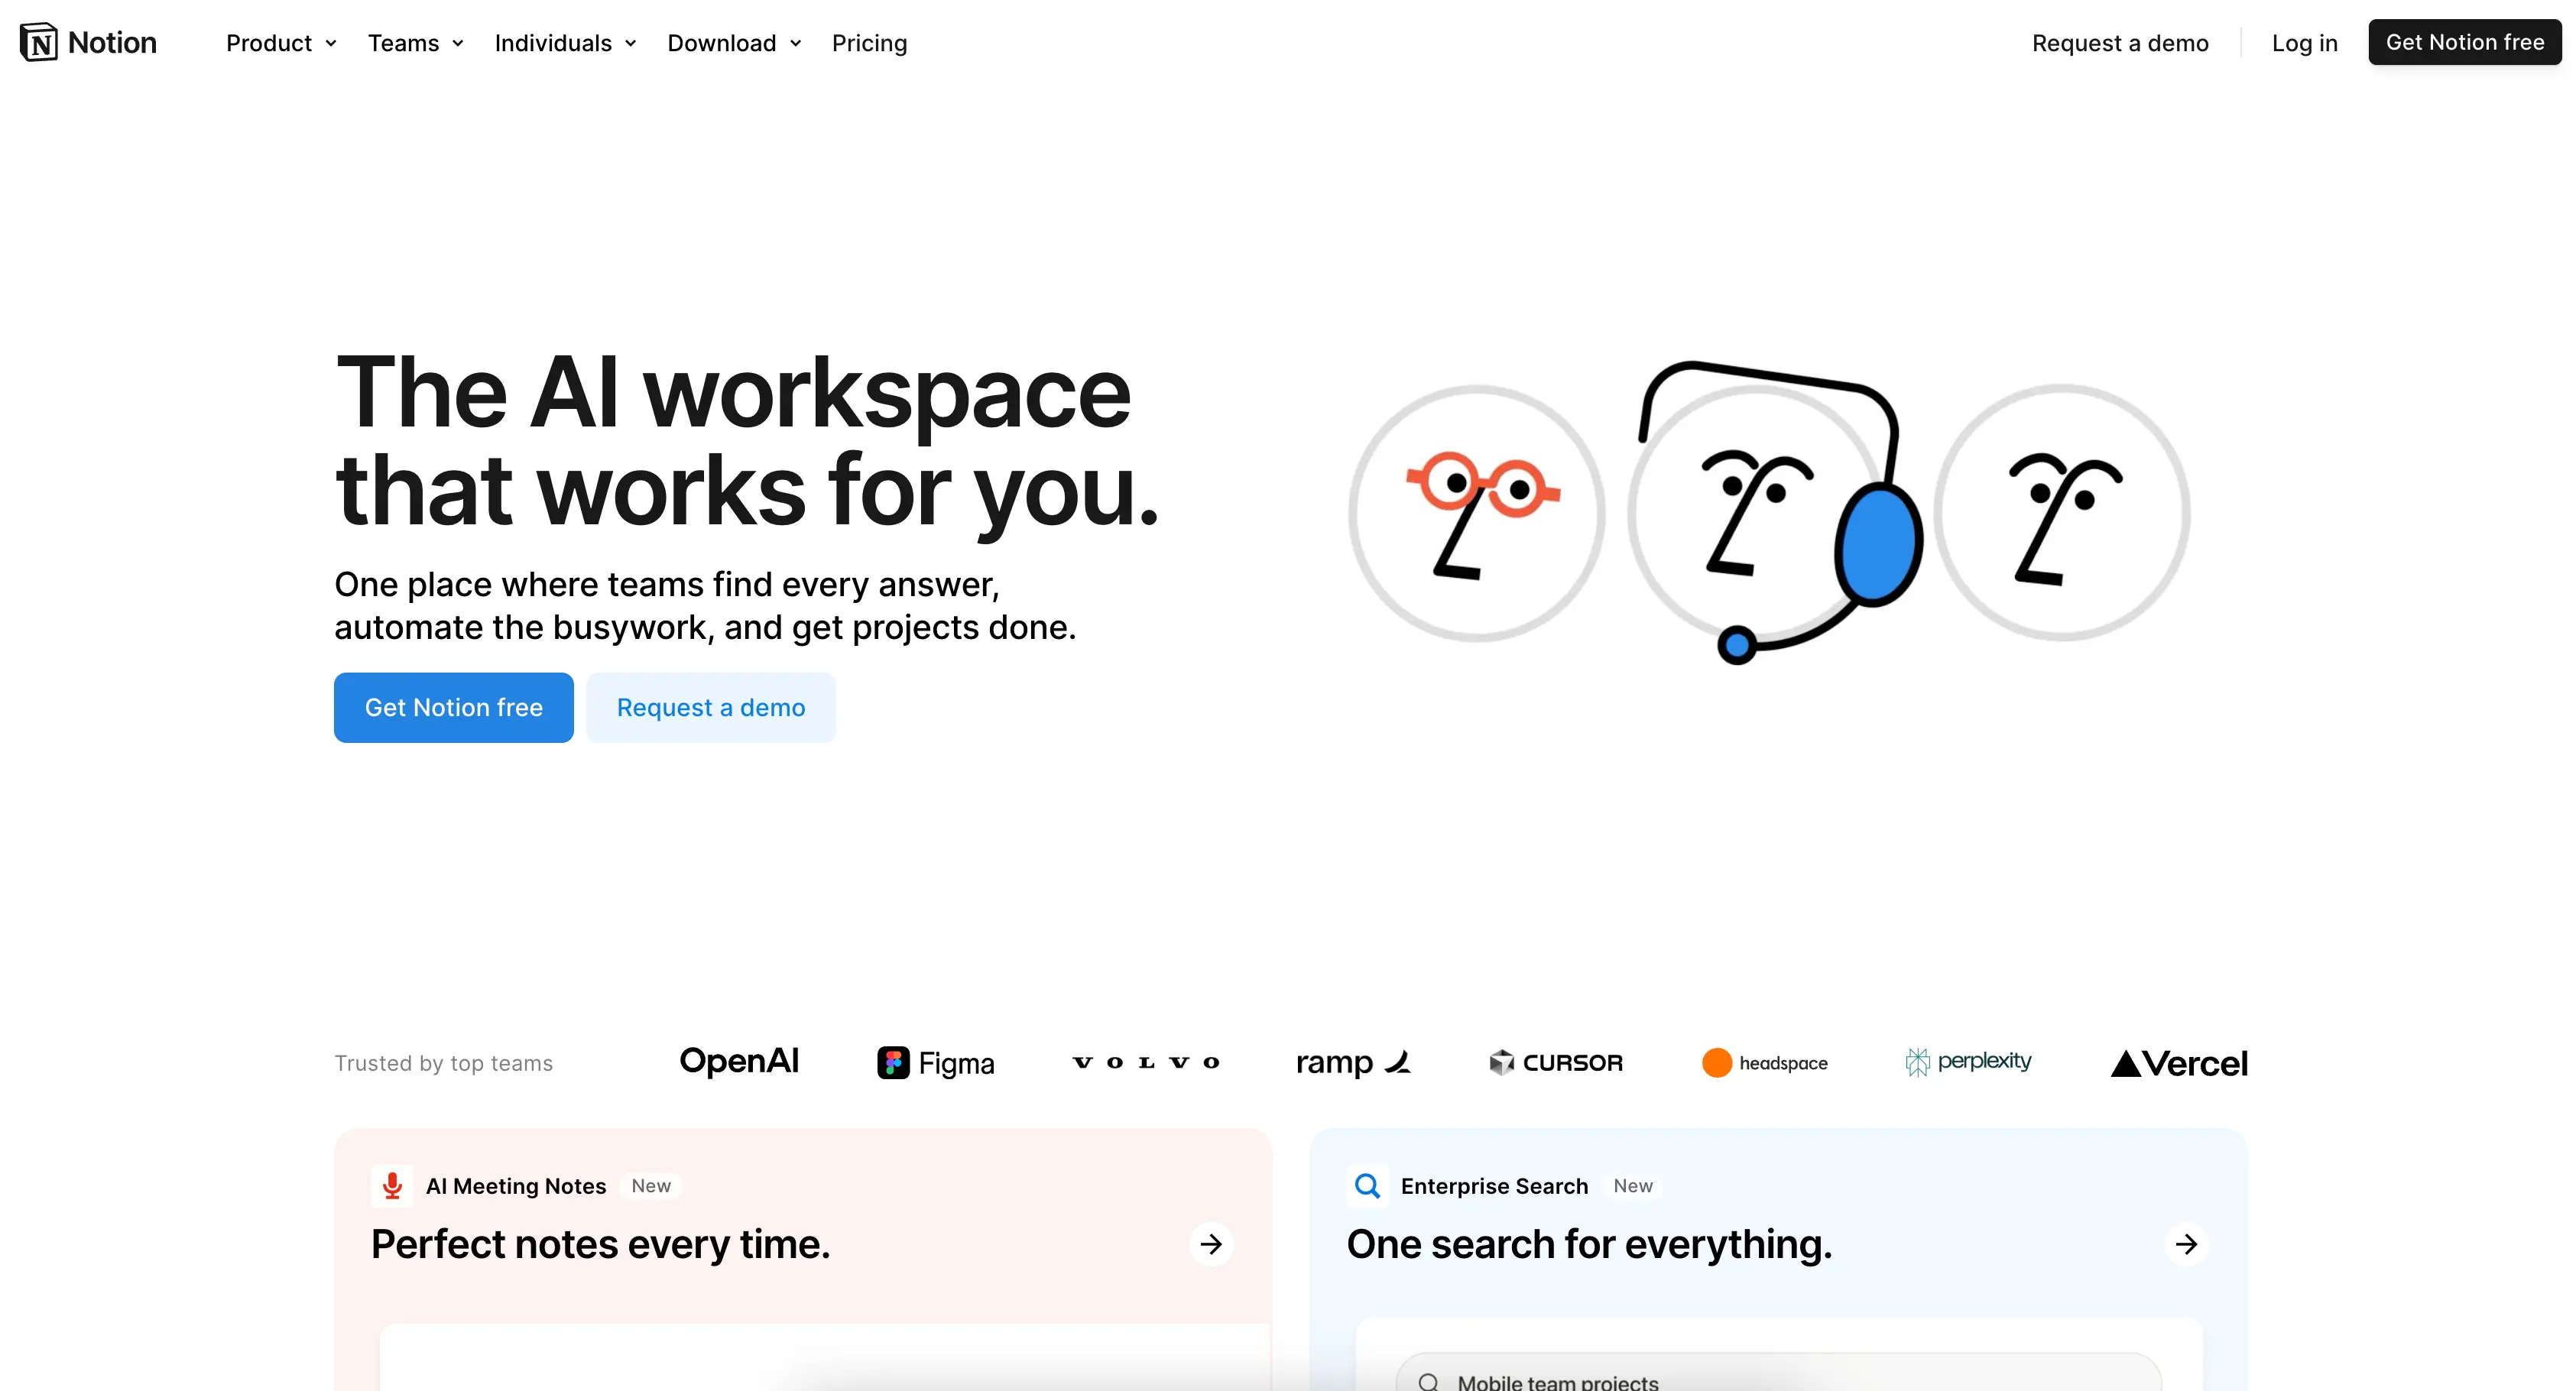 Notion
Product
Teams
Individuals
Download
Pricing
Request a demo
Log in
Get Notion free
The AI workspace
that works for you.
One place where teams find every answer,
automate the busywork, and get projects done.
Get Notion free
Request a demo
Trusted by top teams
OpenAI
Figma
VOLVO
ramp
CURSOR
headspace
perplexity
Vercel
AI Meeting Notes
New
Perfect notes every time.
Enterprise Search
New
One search for everything.
Mobile team projects